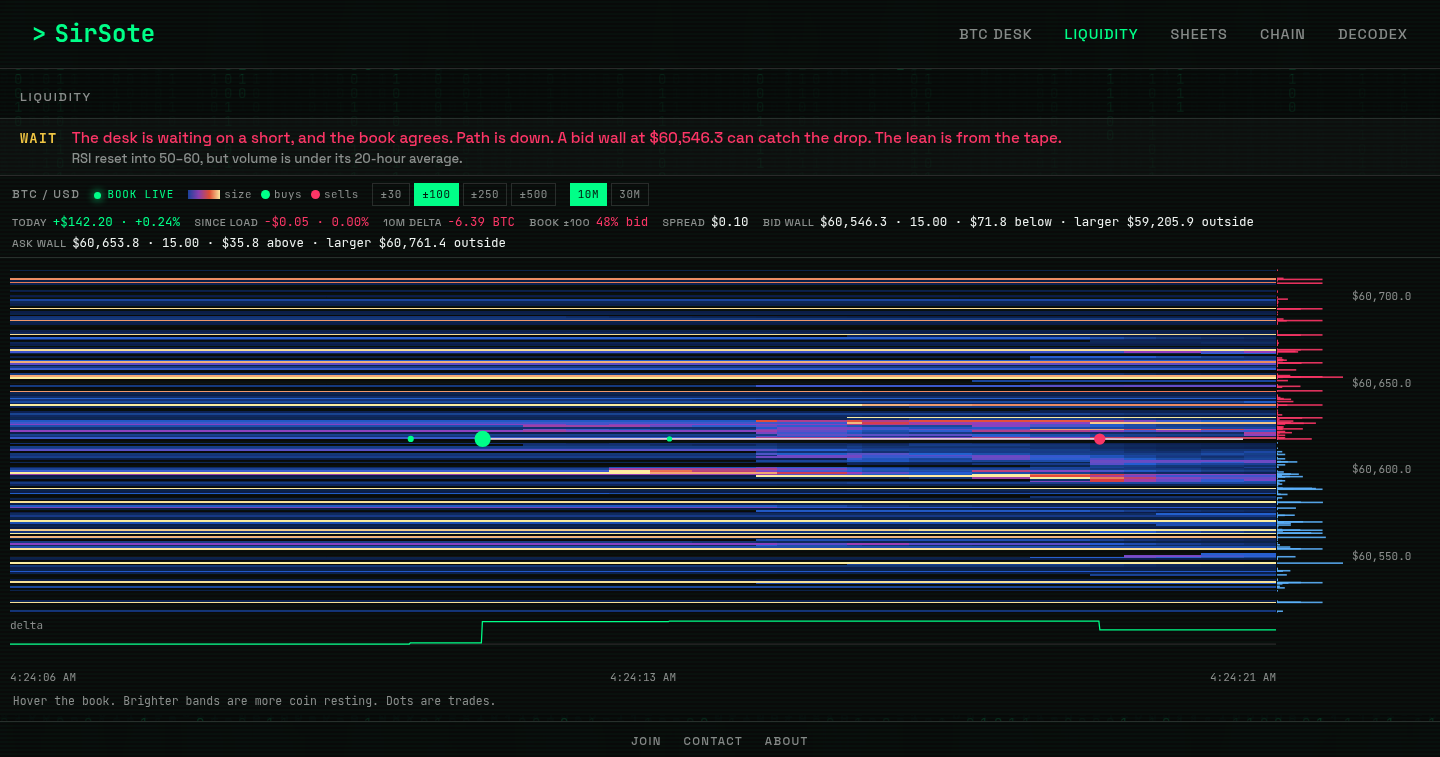 > SirSote
BTC DESK LIQUIDITY SHEETS CHAIN DECODEX
LIQUIDITY
WAIT The desk is waiting on a short, and the book agrees. Path is down. A bid wall at $60,546.3 can catch the drop. The lean is from the tape.
RSI reset into 50–60, but volume is under its 20-hour average.
BTC / USD BOOK LIVE size buys sells ±30 ±100 ±250 ±500 10M 30M
TODAY +$142.20 · +0.24% SINCE LOAD -$0.05 · 0.00% 10M DELTA -6.39 BTC BOOK ±100 48% bid SPREAD $0.10 BID WALL $60,546.3 · 15.00 · $71.8 below · larger $59,205.9 outside
ASK WALL $60,653.8 · 15.00 · $35.8 above · larger $60,761.4 outside
$60,700.0
$60,650.0
$60,600.0
$60,550.0
delta
4:24:06 AM 4:24:13 AM 4:24:21 AM
Hover the book. Brighter bands are more coin resting. Dots are trades.
JOIN CONTACT ABOUT